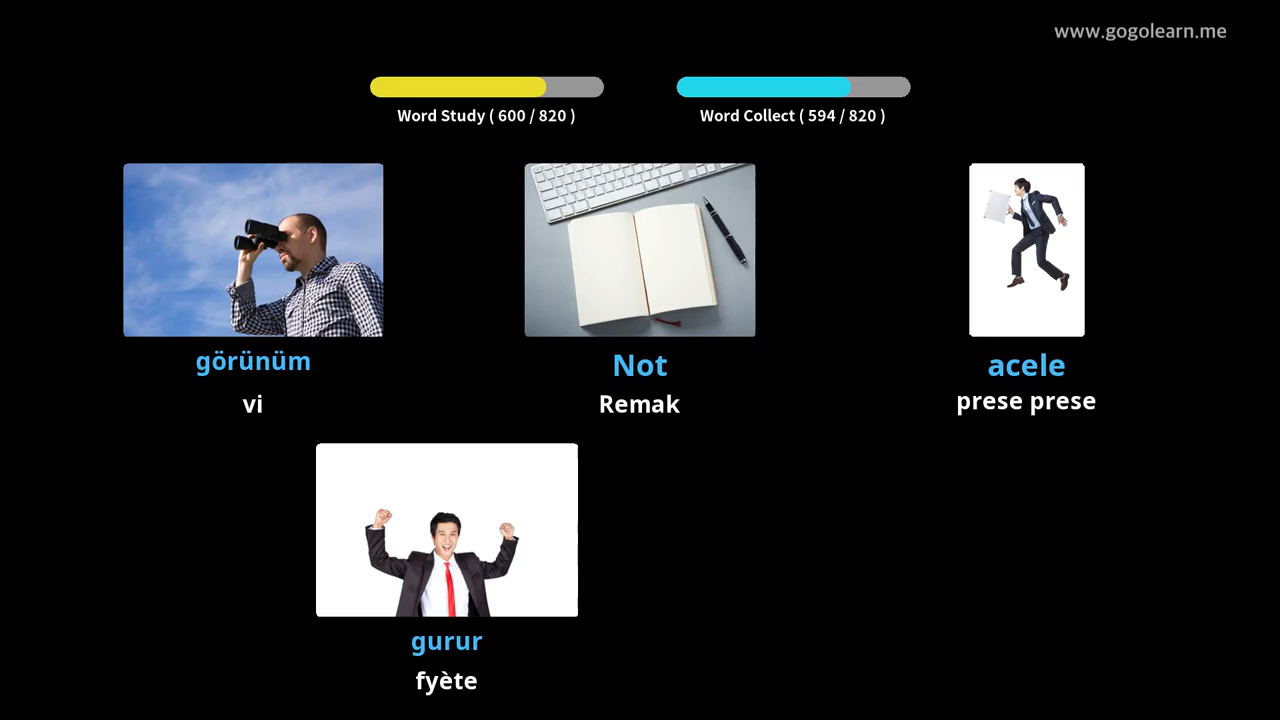 www.gogolearn.me
Word Study ( 600 / 820 )
Word Collect ( 594 / 820 )
görünüm
vi
Not
Remak
acele
prese prese
gurur
fyète